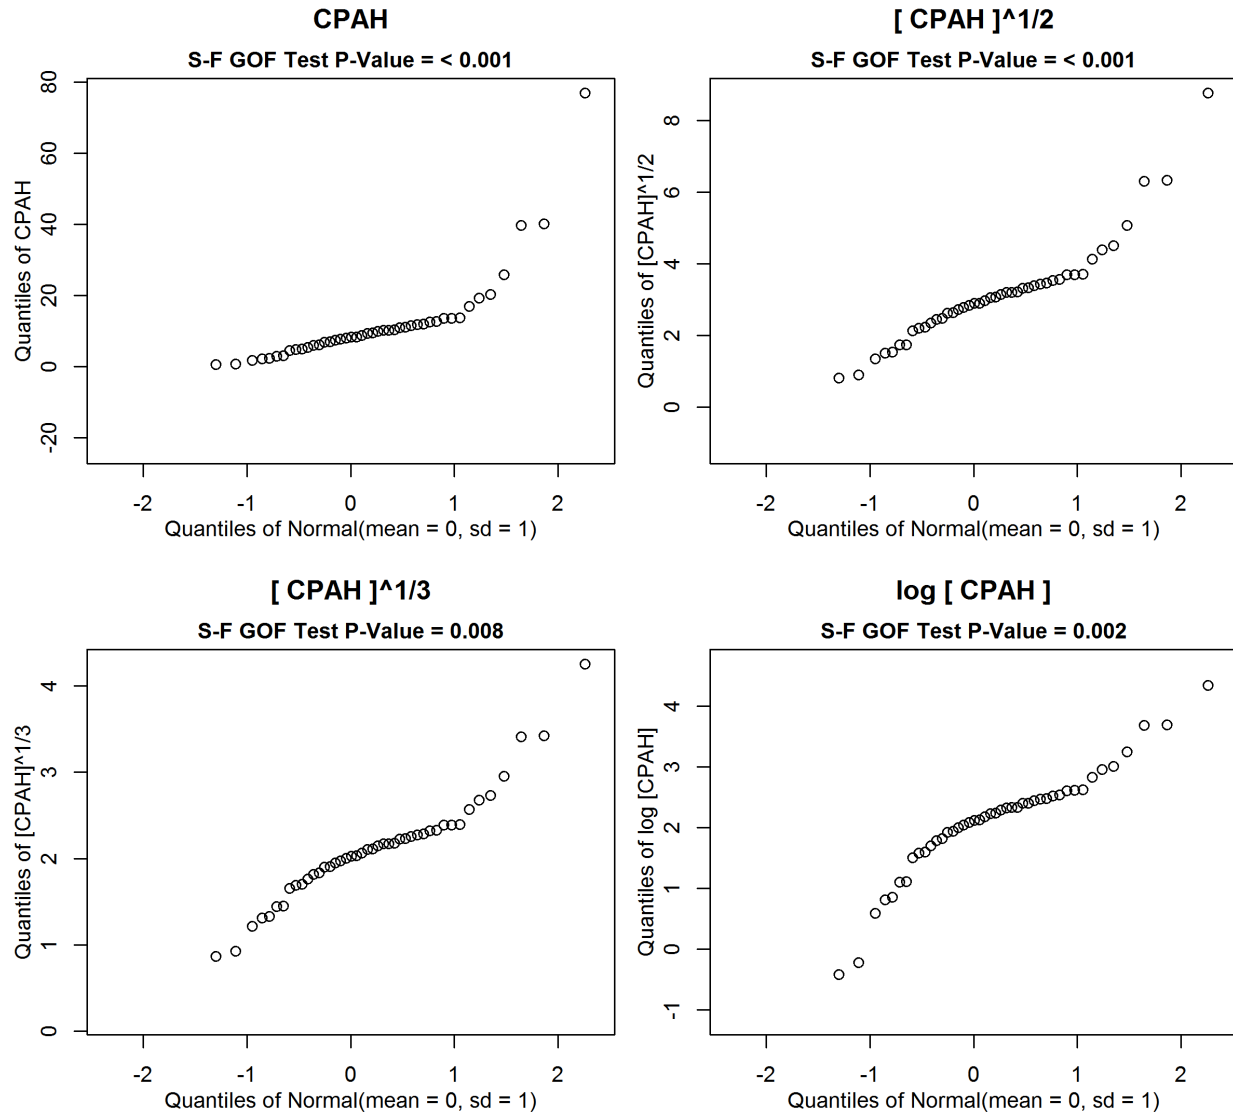 CPAH
S-F GOF Test P-Value = < 0.001
Quantiles of CPAH
80
60
40
20
0
-20
-2 -1 0 1 2
Quantiles of Normal(mean = 0, sd = 1)
[ CPAH ]^1/2
S-F GOF Test P-Value = < 0.001
Quantiles of [CPAH]^1/2
8
6
4
2
0
-2 -1 0 1 2
Quantiles of Normal(mean = 0, sd = 1)
[ CPAH ]^1/3
S-F GOF Test P-Value = 0.008
Quantiles of [CPAH]^1/3
4
3
2
1
0
-2 -1 0 1 2
Quantiles of Normal(mean = 0, sd = 1)
log [ CPAH ]
S-F GOF Test P-Value = 0.002
Quantiles of log [CPAH]
4
3
2
1
0
-1
-2 -1 0 1 2
Quantiles of Normal(mean = 0, sd = 1)